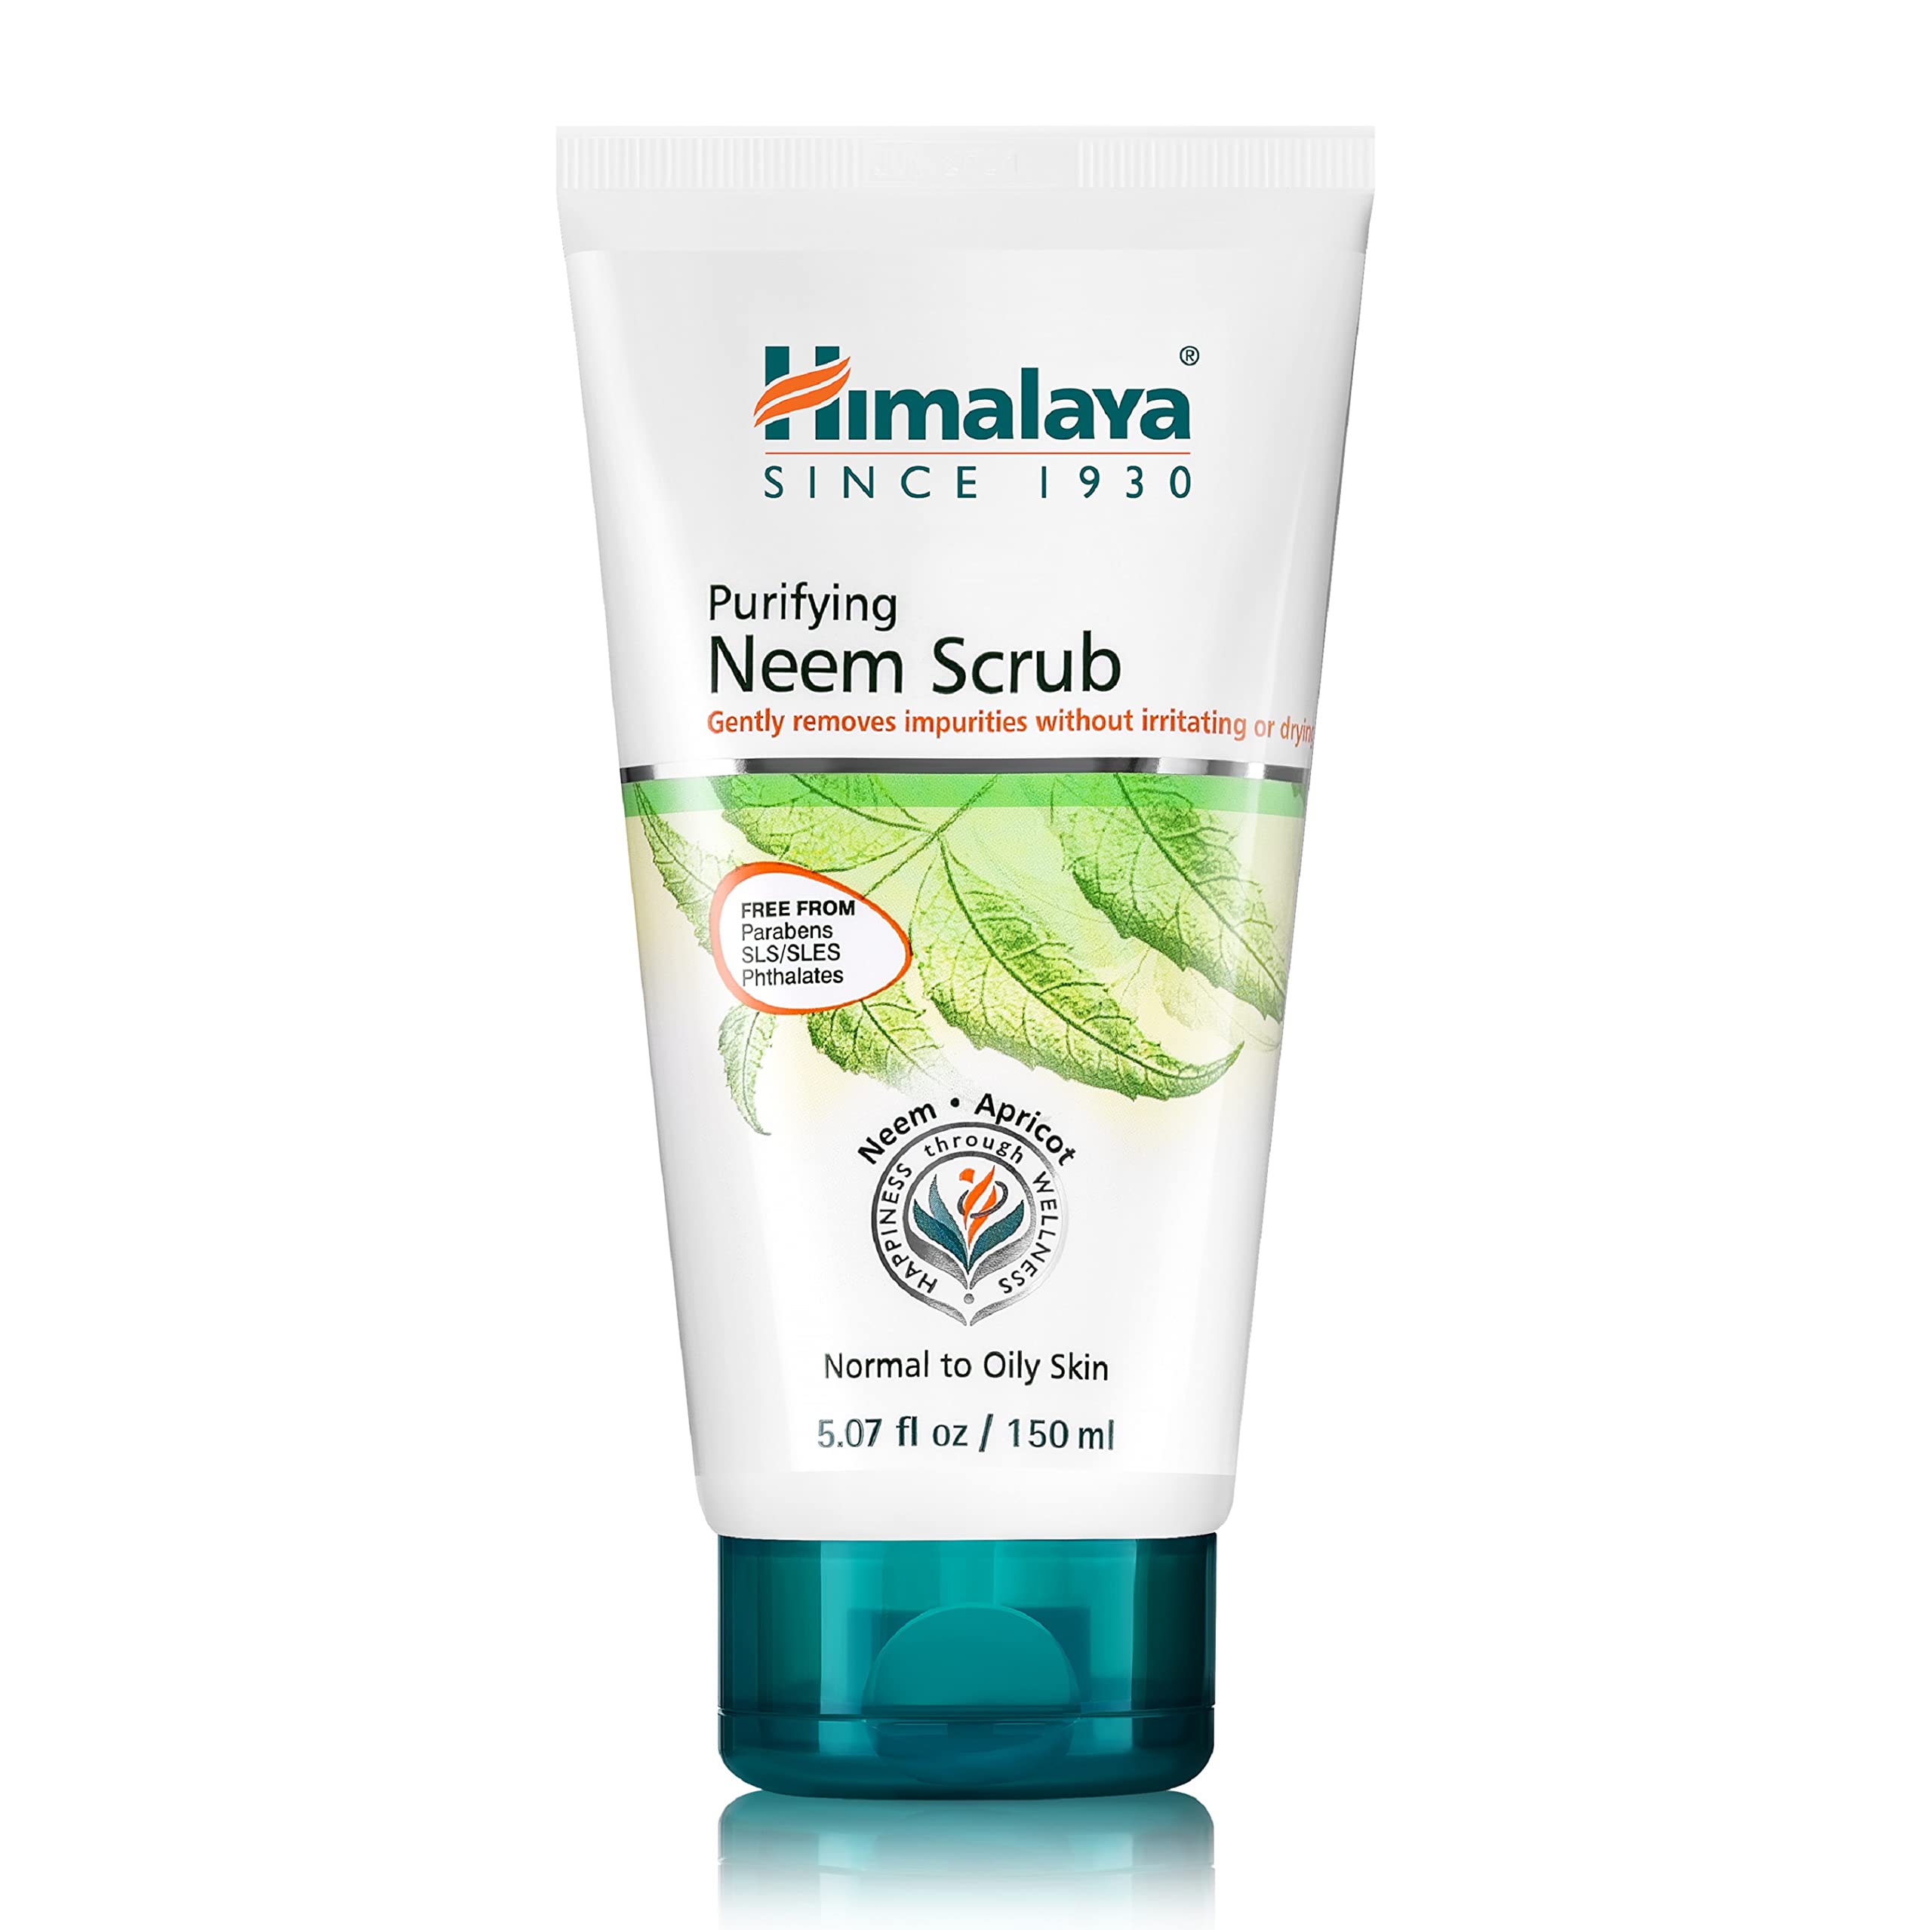 Himalaya®
SINCE 1930
Purifying
Neem Scrub
Gently removes impurities without irritating or drying
FREE FROM
Parabens
SLS/SLES
Phthalates
Neem • Apricot
HAPPINESS through WELLNESS
Normal to Oily Skin
5.07 fl oz / 150 ml